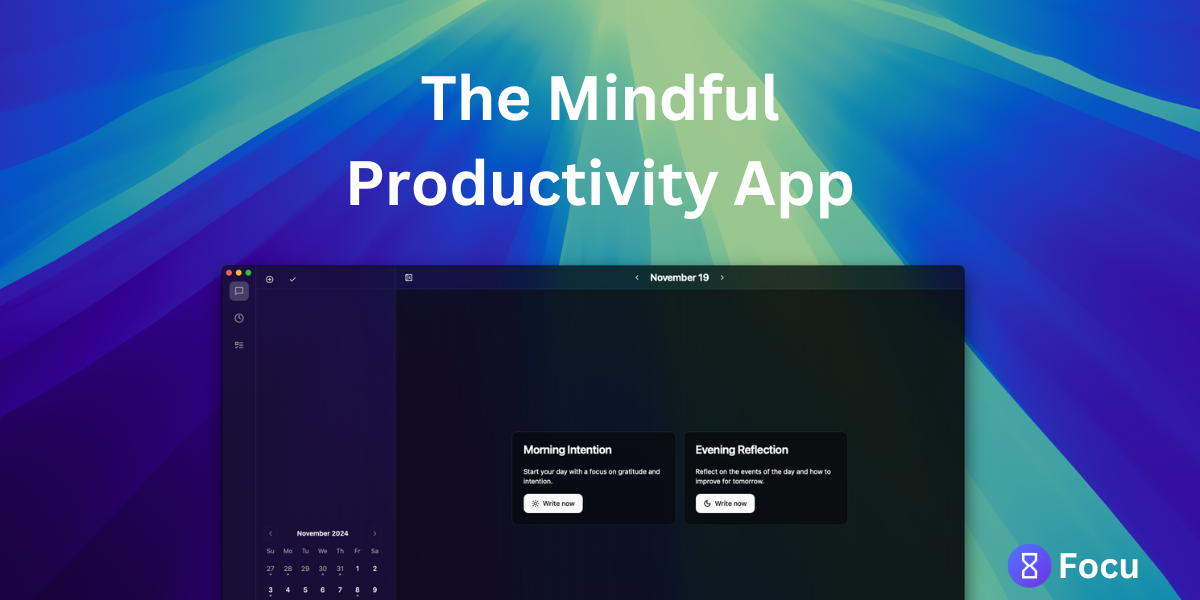 The Mindful
Productivity App
November 19
Morning Intention
Start your day with a focus on gratitude and
intention.
Write now
Evening Reflection
Reflect on the events of the day and how to
improve for tomorrow.
Write now
November 2024
Su Mo Tu We Th Fr Sa
27 28 29 30 31 1 2
3 4 5 6 7 8 9
Focu